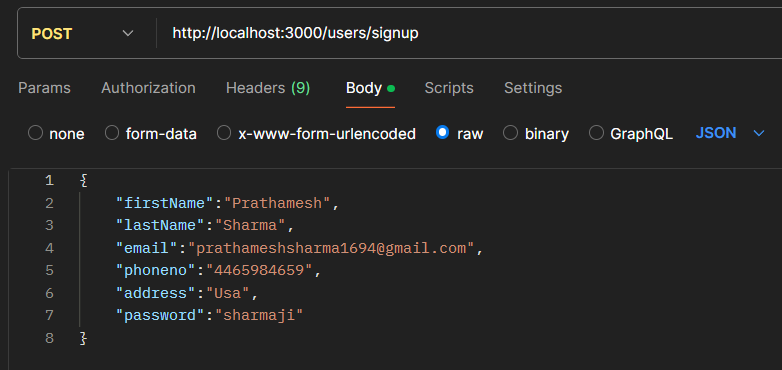 POST http://localhost:3000/users/signup
Params Authorization Headers (9) Body Scripts Settings
none form-data x-www-form-urlencoded raw binary GraphQL JSON
1 {
2 "firstName":"Prathamesh",
3 "lastName":"Sharma",
4 "email":"prathameshsharma1694@gmail.com",
5 "phoneno":"4465984659",
6 "address":"Usa",
7 "password":"sharmaji"
8 }